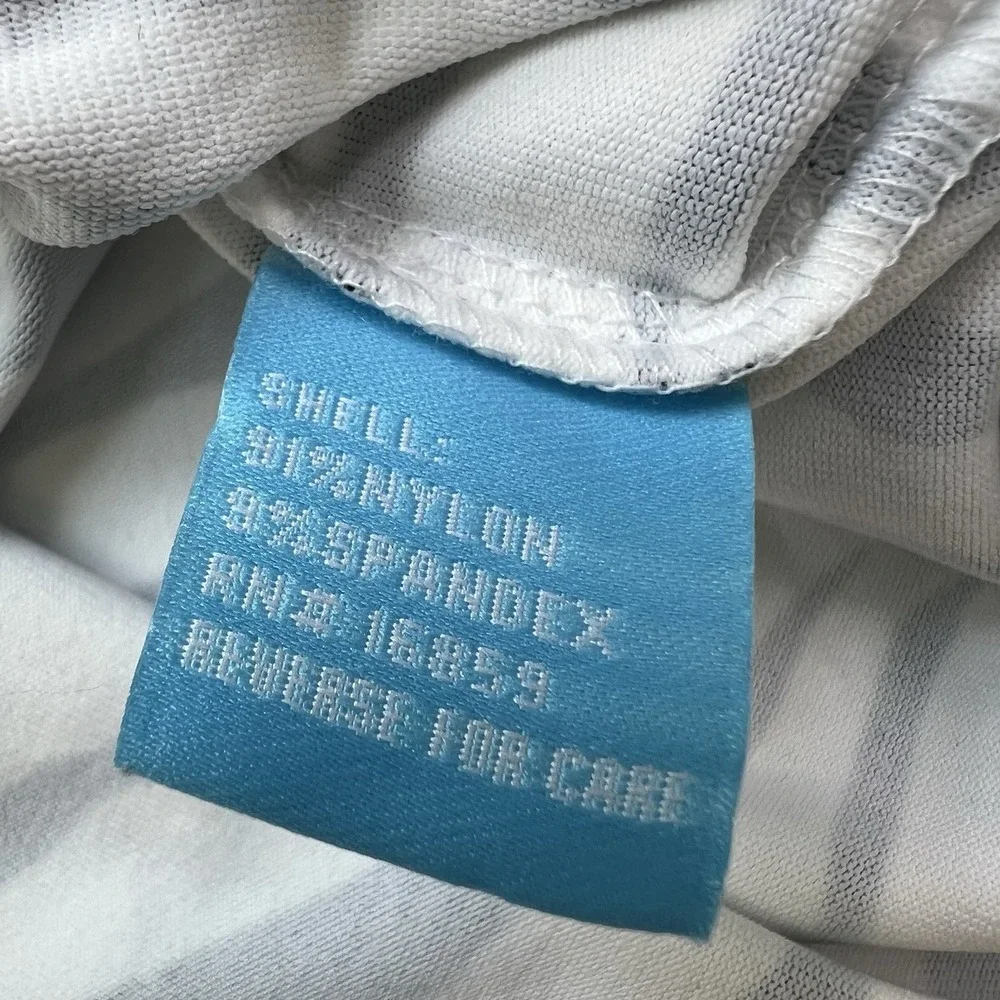 SHELL:
91%NYLON
9%SPANDEX
RN# 16859
REVERSE FOR CARE